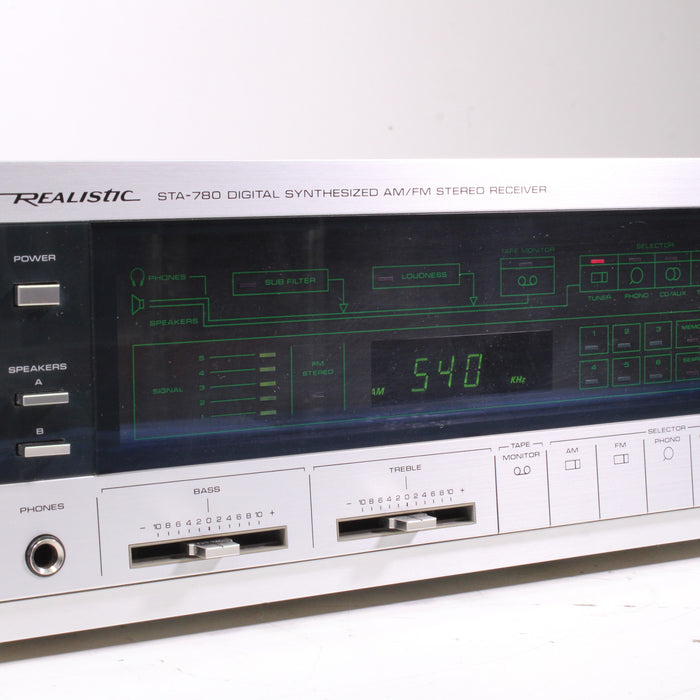 REALISTIC STA-780 DIGITAL SYNTHESIZED AM/FM STEREO RECEIVER
POWER
SPEAKERS
A
B
PHONES
SPEAKERS
SUB FILTER
LOUDNESS
TAPE MONITOR
SELECTOR
TUNER PHONO CD/AUX
SIGNAL
5
4
3
2
1
FM
STEREO
AM 540 KHz
1 2 3
4 5 6
PHONES
BASS
- 10 8 6 4 2 0 2 4 6 8 10 +
TREBLE
- 10 8 6 4 2 0 2 4 6 8 10 +
TAPE
MONITOR
SELECTOR
AM FM PHONO